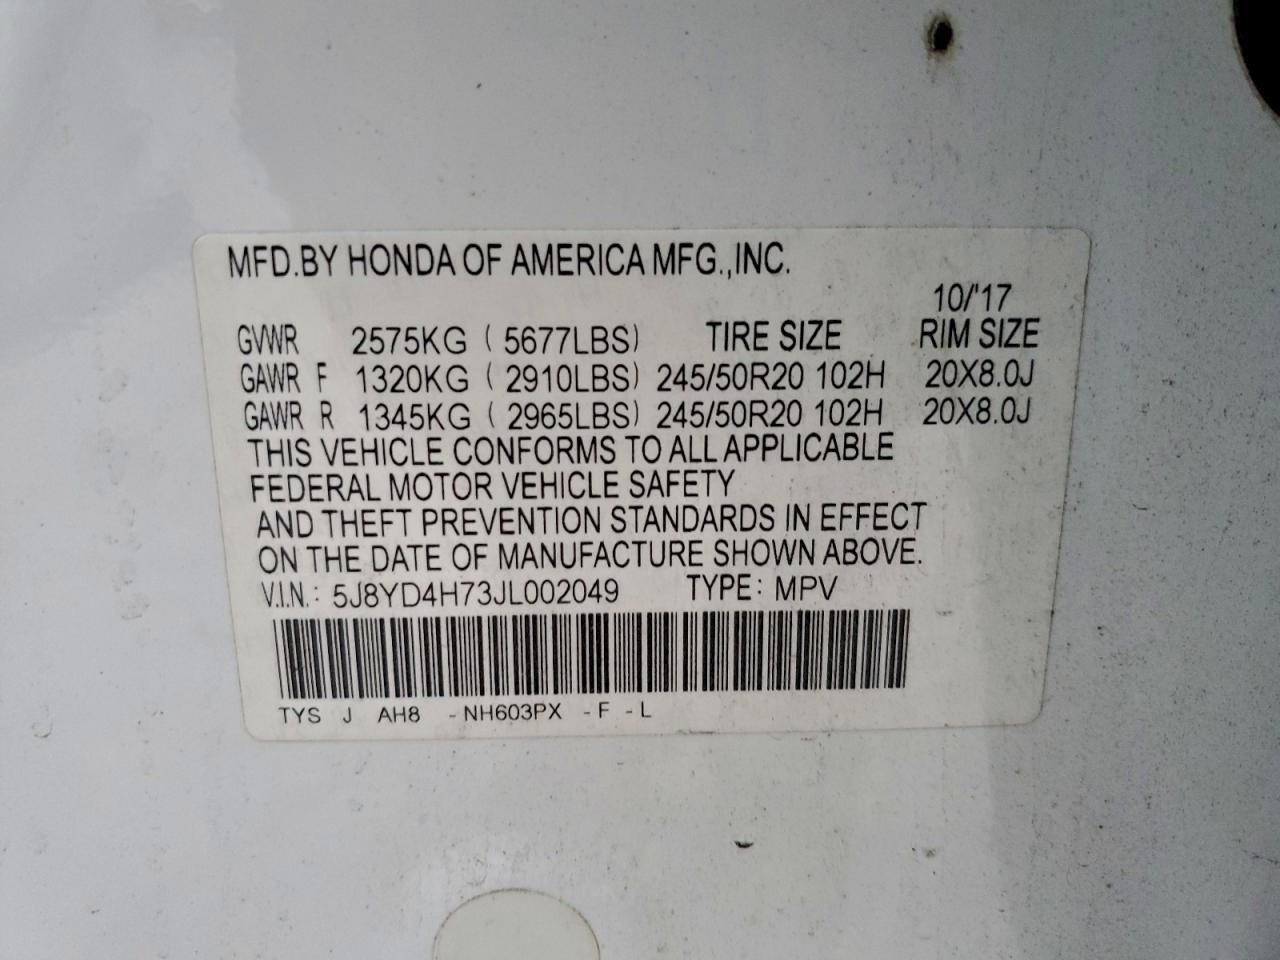 MFD.BY HONDA OF AMERICA MFG.,INC.
10/'17
GVWR 2575KG (5677LBS) TIRE SIZE RIM SIZE
GAWR F 1320KG (2910LBS) 245/50R20 102H 20X8.0J
GAWR R 1345KG (2965LBS) 245/50R20 102H 20X8.0J
THIS VEHICLE CONFORMS TO ALL APPLICABLE
FEDERAL MOTOR VEHICLE SAFETY
AND THEFT PREVENTION STANDARDS IN EFFECT
ON THE DATE OF MANUFACTURE SHOWN ABOVE.
V.I.N.: 5J8YD4H73JL002049 TYPE: MPV
TYS J AH8 -NH603PX -F -L